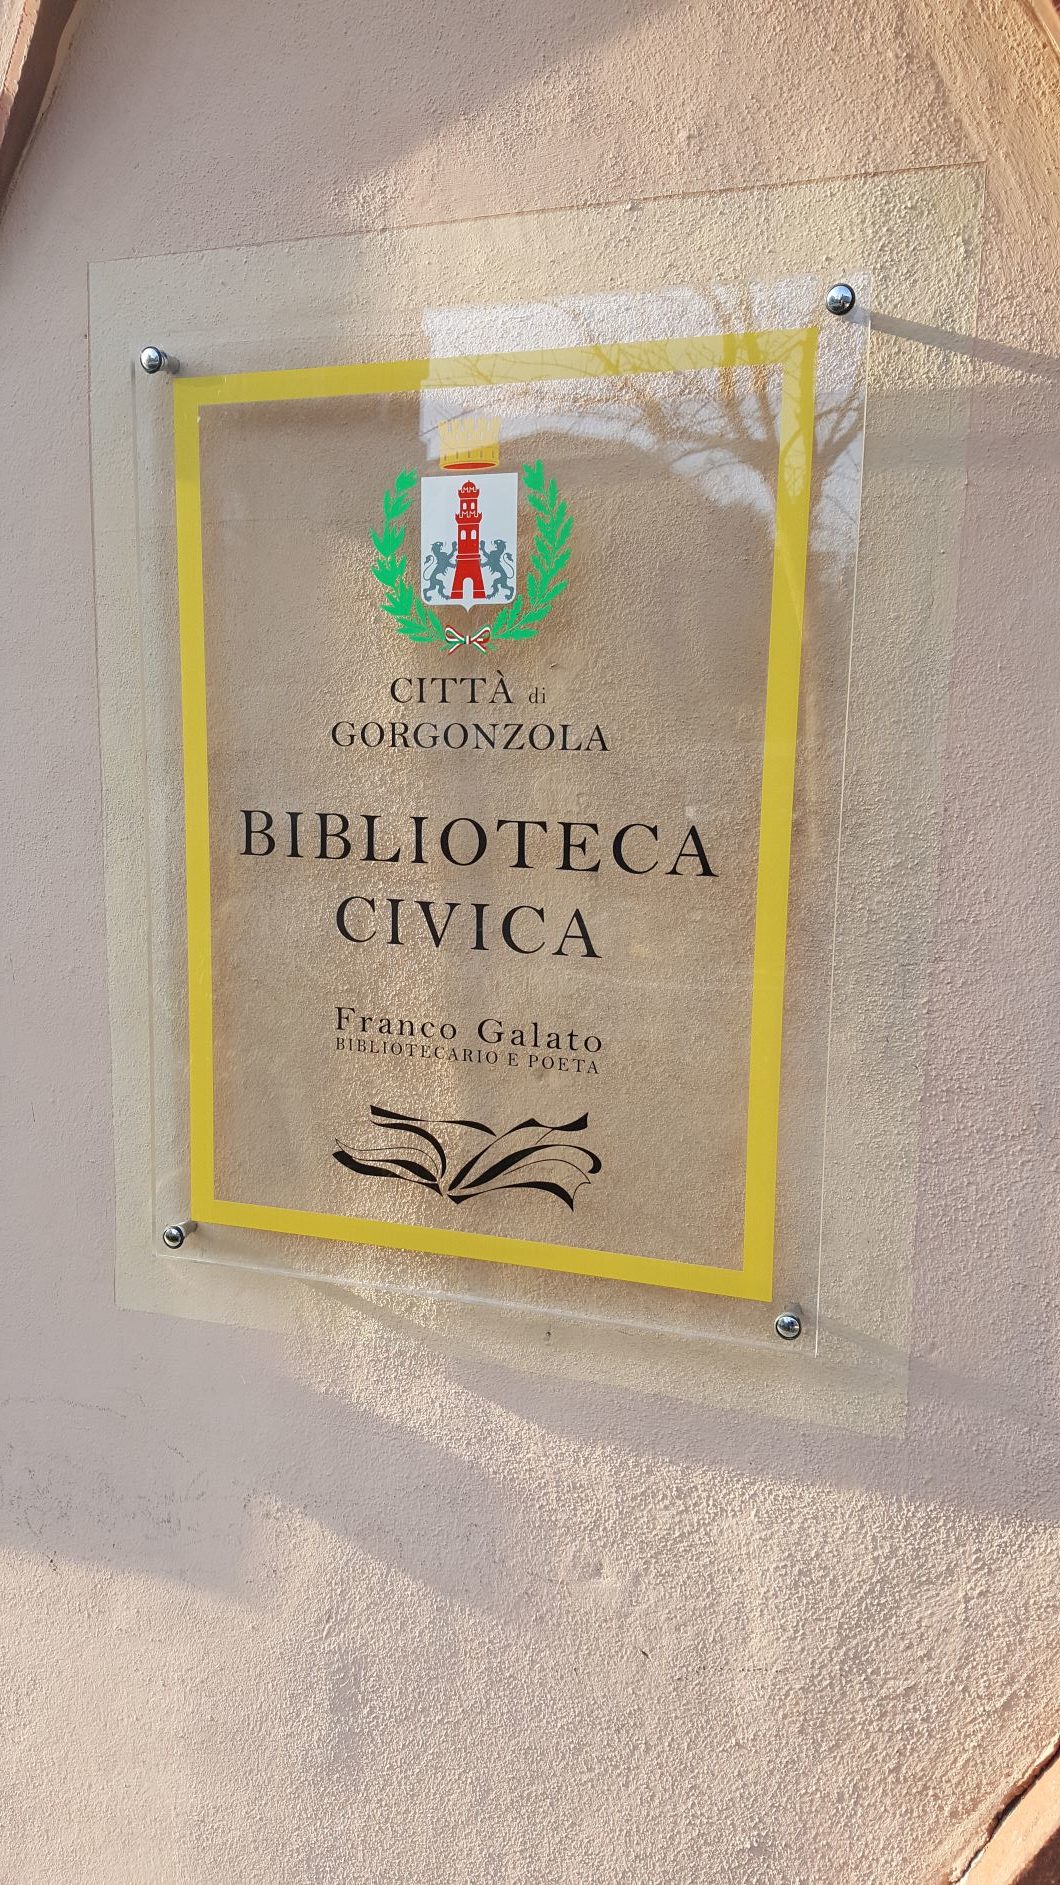 CITTÀ di
GORGONZOLA
BIBLIOTECA
CIVICA
Franco Galato
BIBLIOTECARIO E POETA